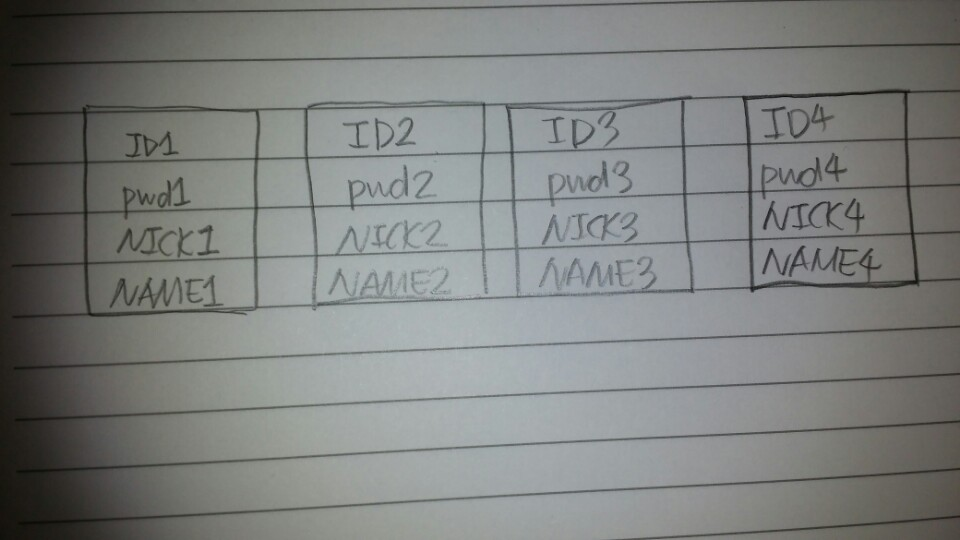 ID1
pwd1
NICK1
NAME1
ID2
pwd2
NICK2
NAME2
ID3
pwd3
NICK3
NAME3
ID4
pwd4
NICK4
NAME4